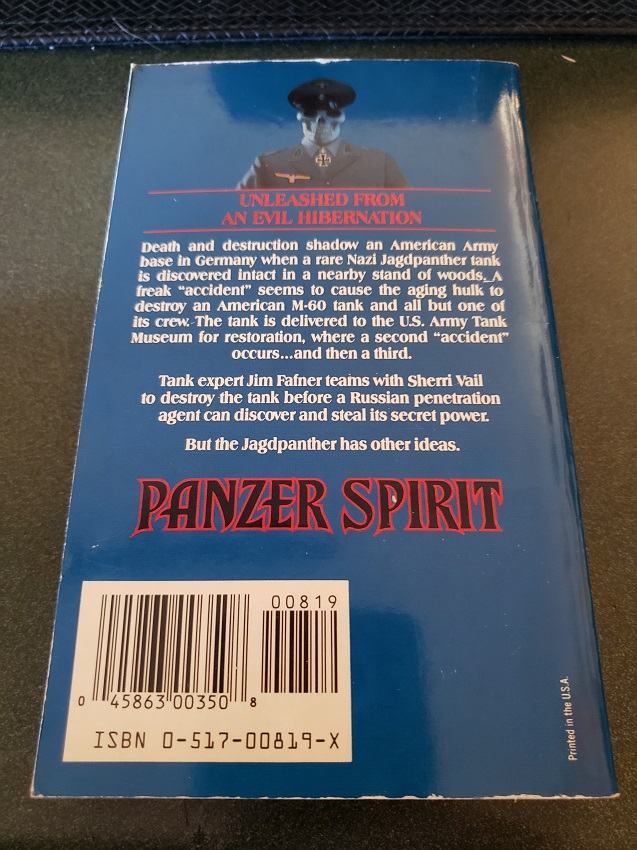 UNLEASHED FROM
AN EVIL HIBERNATION
Death and destruction shadow an American Army
base in Germany when a rare Nazi Jagdpanther tank
is discovered intact in a nearby stand of woods. A
freak “accident” seems to cause the aging hulk to
destroy an American M-60 tank and all but one of
its crew. The tank is delivered to the U.S. Army Tank
Museum for restoration, where a second “accident”
occurs...and then a third.
Tank expert Jim Fafner teams with Sherri Vail
to destroy the tank before a Russian penetration
agent can discover and steal its secret power.
But the Jagdpanther has other ideas.
PANZER SPIRIT
00819
0 45863 00350 8
ISBN 0-517-00819-X
Printed in the U.S.A.